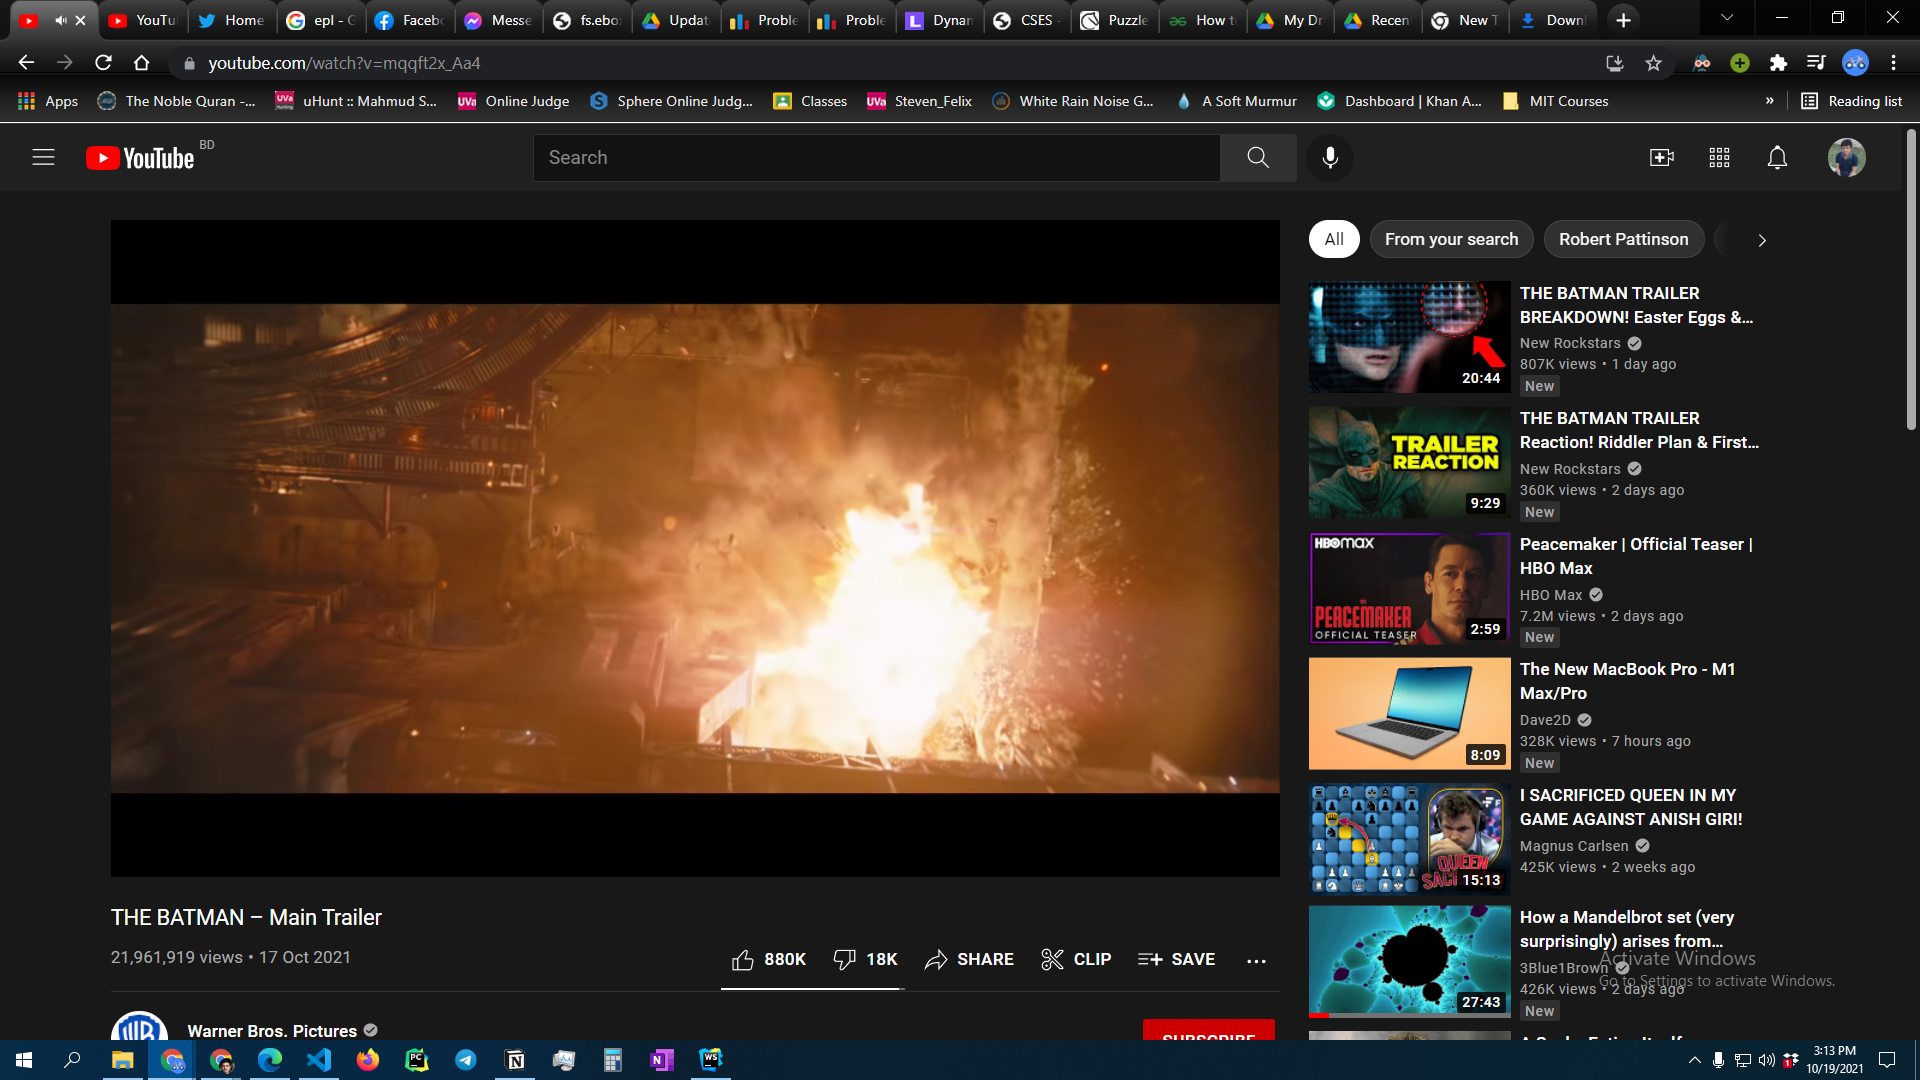 YouTu
Home
epl - G
Faceb
Messe
fs.ebo
Updat
Proble
Proble
Dynan
CSES -
Puzzle
How t
My Dr
Recen
New T
Downl
youtube.com/watch?v=mqqft2x_Aa4
Apps
The Noble Quran -...
uHunt :: Mahmud S...
Online Judge
Sphere Online Judg...
Classes
Steven_Felix
White Rain Noise G...
A Soft Murmur
Dashboard | Khan A...
MIT Courses
»
Reading list
YouTube BD
Search
All
From your search
Robert Pattinson
THE BATMAN TRAILER
BREAKDOWN! Easter Eggs &...
New Rockstars
807K views • 1 day ago
New
20:44
THE BATMAN TRAILER
Reaction! Riddler Plan & First...
New Rockstars
360K views • 2 days ago
New
TRAILER
REACTION
9:29
Peacemaker | Official Teaser |
HBO Max
HBO Max
7.2M views • 2 days ago
New
HBOmax
PEACEMAKER
OFFICIAL TEASER
2:59
The New MacBook Pro - M1
Max/Pro
Dave2D
328K views • 7 hours ago
New
8:09
I SACRIFICED QUEEN IN MY
GAME AGAINST ANISH GIRI!
Magnus Carlsen
425K views • 2 weeks ago
QUEEN
15:13
How a Mandelbrot set (very
surprisingly) arises from...
3Blue1Brown
426K views • 2 days ago
New
27:43
Activate Windows
Go to Settings to activate Windows.
THE BATMAN – Main Trailer
21,961,919 views • 17 Oct 2021
880K
18K
SHARE
CLIP
SAVE
Warner Bros. Pictures
SUBSCRIBE
3:13 PM
10/19/2021